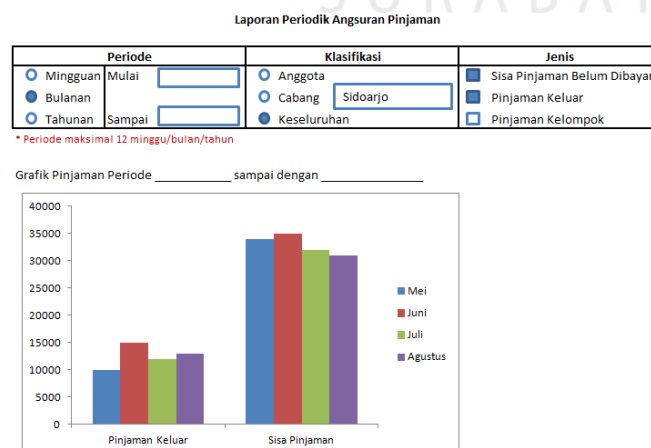 SURABAYA
Laporan Periodik Angsuran Pinjaman
Periode Klasifikasi Jenis
Mingguan Mulai Anggota Sisa Pinjaman Belum Dibayar
Bulanan Cabang Sidoarjo Pinjaman Keluar
Tahunan Sampai Keseluruhan Pinjaman Kelompok
* Periode maksimal 12 minggu/bulan/tahun
Grafik Pinjaman Periode ____________ sampai dengan ________________
40000
35000
30000
25000
20000
15000
10000
5000
0
Mei
Juni
Juli
Agustus
Pinjaman Keluar Sisa Pinjaman